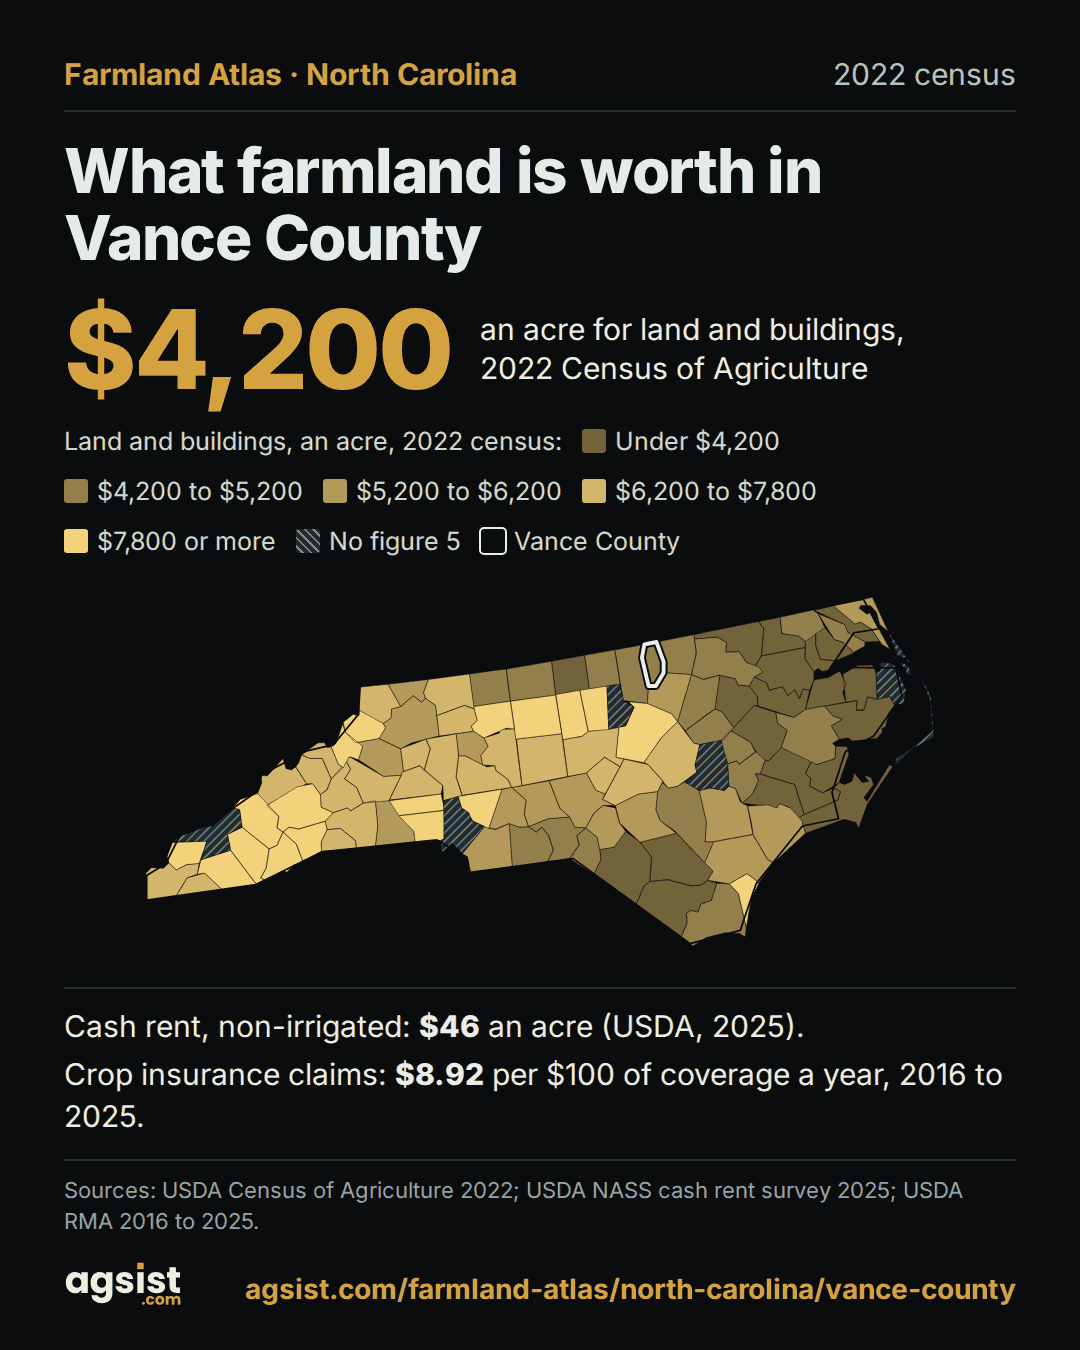 Farmland Atlas · North Carolina
2022 census
What farmland is worth in
Vance County
$4,200
an acre for land and buildings,
2022 Census of Agriculture
Land and buildings, an acre, 2022 census: Under $4,200
$4,200 to $5,200 $5,200 to $6,200 $6,200 to $7,800
$7,800 or more No figure 5 Vance County
Cash rent, non-irrigated: $46 an acre (USDA, 2025).
Crop insurance claims: $8.92 per $100 of coverage a year, 2016 to
2025.
Sources: USDA Census of Agriculture 2022; USDA NASS cash rent survey 2025; USDA
RMA 2016 to 2025.
agsist
.com
agsist.com/farmland-atlas/north-carolina/vance-county